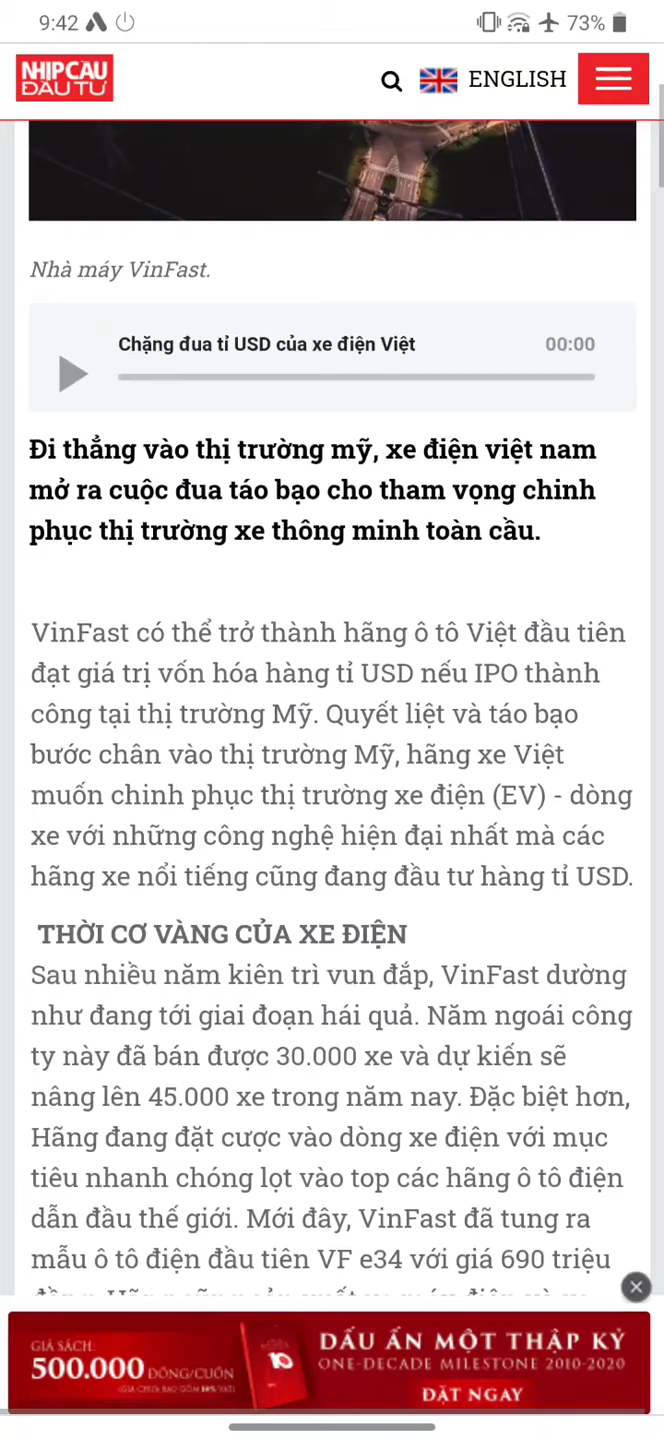 9:42
73%
NHỊP CẦU
ĐẦU TƯ
ENGLISH
Nhà máy VinFast.
Chặng đua tỉ USD của xe điện Việt
00:00
Đi thẳng vào thị trường mỹ, xe điện việt nam
mở ra cuộc đua táo bạo cho tham vọng chinh
phục thị trường xe thông minh toàn cầu.
VinFast có thể trở thành hãng ô tô Việt đầu tiên
đạt giá trị vốn hóa hàng tỉ USD nếu IPO thành
công tại thị trường Mỹ. Quyết liệt và táo bạo
bước chân vào thị trường Mỹ, hãng xe Việt
muốn chinh phục thị trường xe điện (EV) - dòng
xe với những công nghệ hiện đại nhất mà các
hãng xe nổi tiếng cũng đang đầu tư hàng tỉ USD.
THỜI CƠ VÀNG CỦA XE ĐIỆN
Sau nhiều năm kiên trì vun đắp, VinFast dường
như đang tới giai đoạn hái quả. Năm ngoái công
ty này đã bán được 30.000 xe và dự kiến sẽ
nâng lên 45.000 xe trong năm nay. Đặc biệt hơn,
Hãng đang đặt cược vào dòng xe điện với mục
tiêu nhanh chóng lọt vào top các hãng ô tô điện
dẫn đầu thế giới. Mới đây, VinFast đã tung ra
mẫu ô tô điện đầu tiên VF e34 với giá 690 triệu
GIÁ SÁCH:
500.000 ĐỒNG/CUỐN
(GIÁ CHƯA BAO GỒM 10% VAT)
10
DẤU ẤN MỘT THẬP KỶ
ONE-DECADE MILESTONE 2010-2020
ĐẶT NGAY